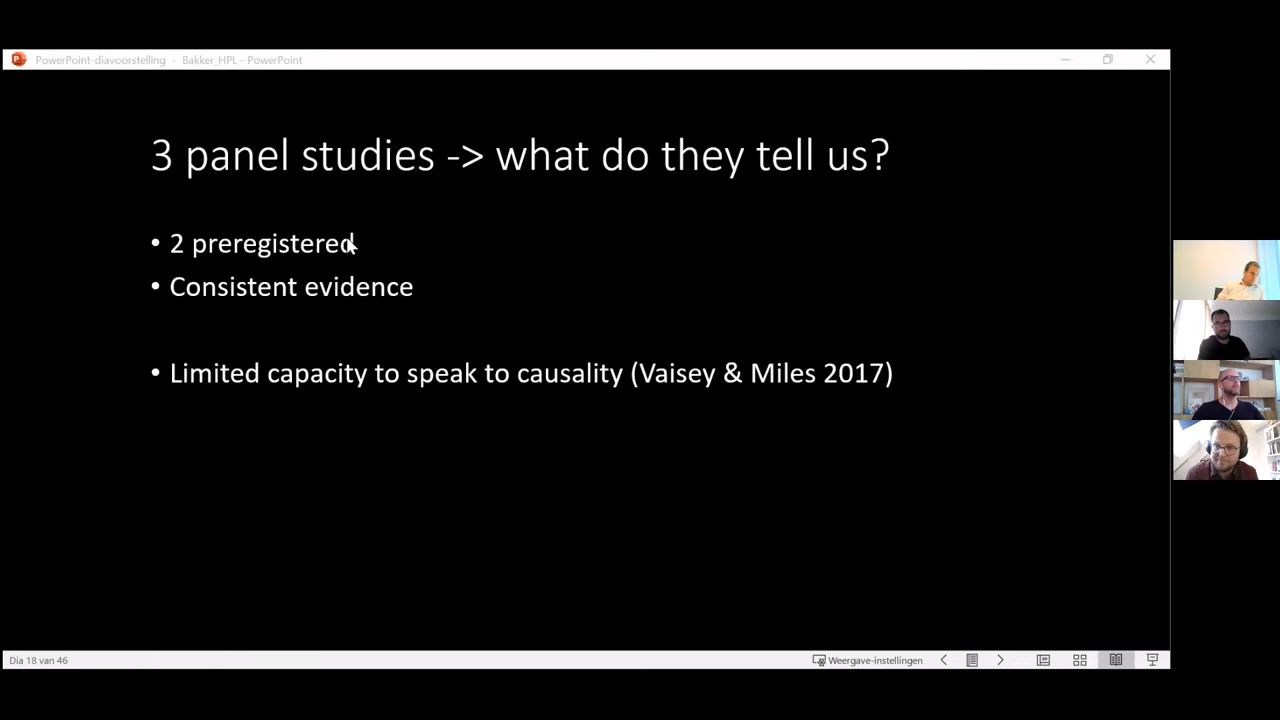 PowerPoint-diavoorstelling - Bakker_HPL - PowerPoint
3 panel studies -> what do they tell us?
• 2 preregistered
• Consistent evidence
• Limited capacity to speak to causality (Vaisey & Miles 2017)
Dia 18 van 46
Weergave-instellingen